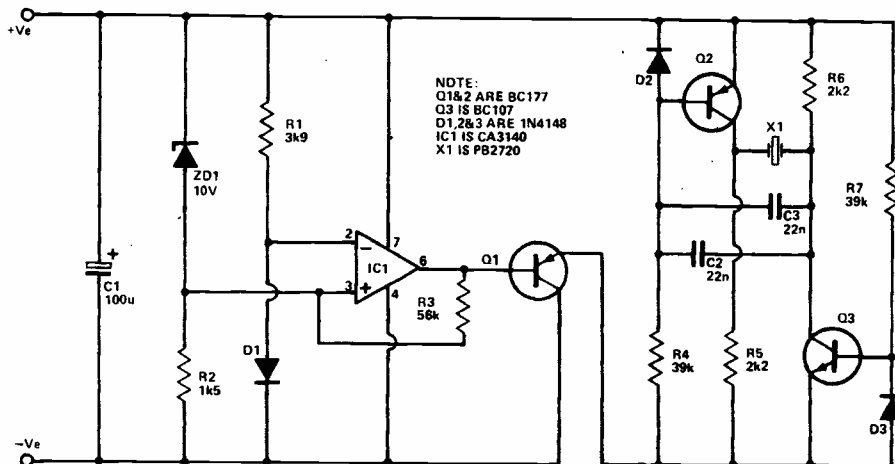 +Ve
NOTE:
Q1&2 ARE BC177
Q3 IS BC107
D1,2&3 ARE 1N4148
IC1 IS CA3140
X1 IS PB2720
D2
Q2
R6
2k2
X1
R1
3k9
ZD1
10V
R7
39k
C3
22n
2
7
IC1
6
3
4
Q1
C2
22n
+
C1
100u
R3
56k
Q3
D1
R2
1k5
R4
39k
R5
2k2
D3
−Ve